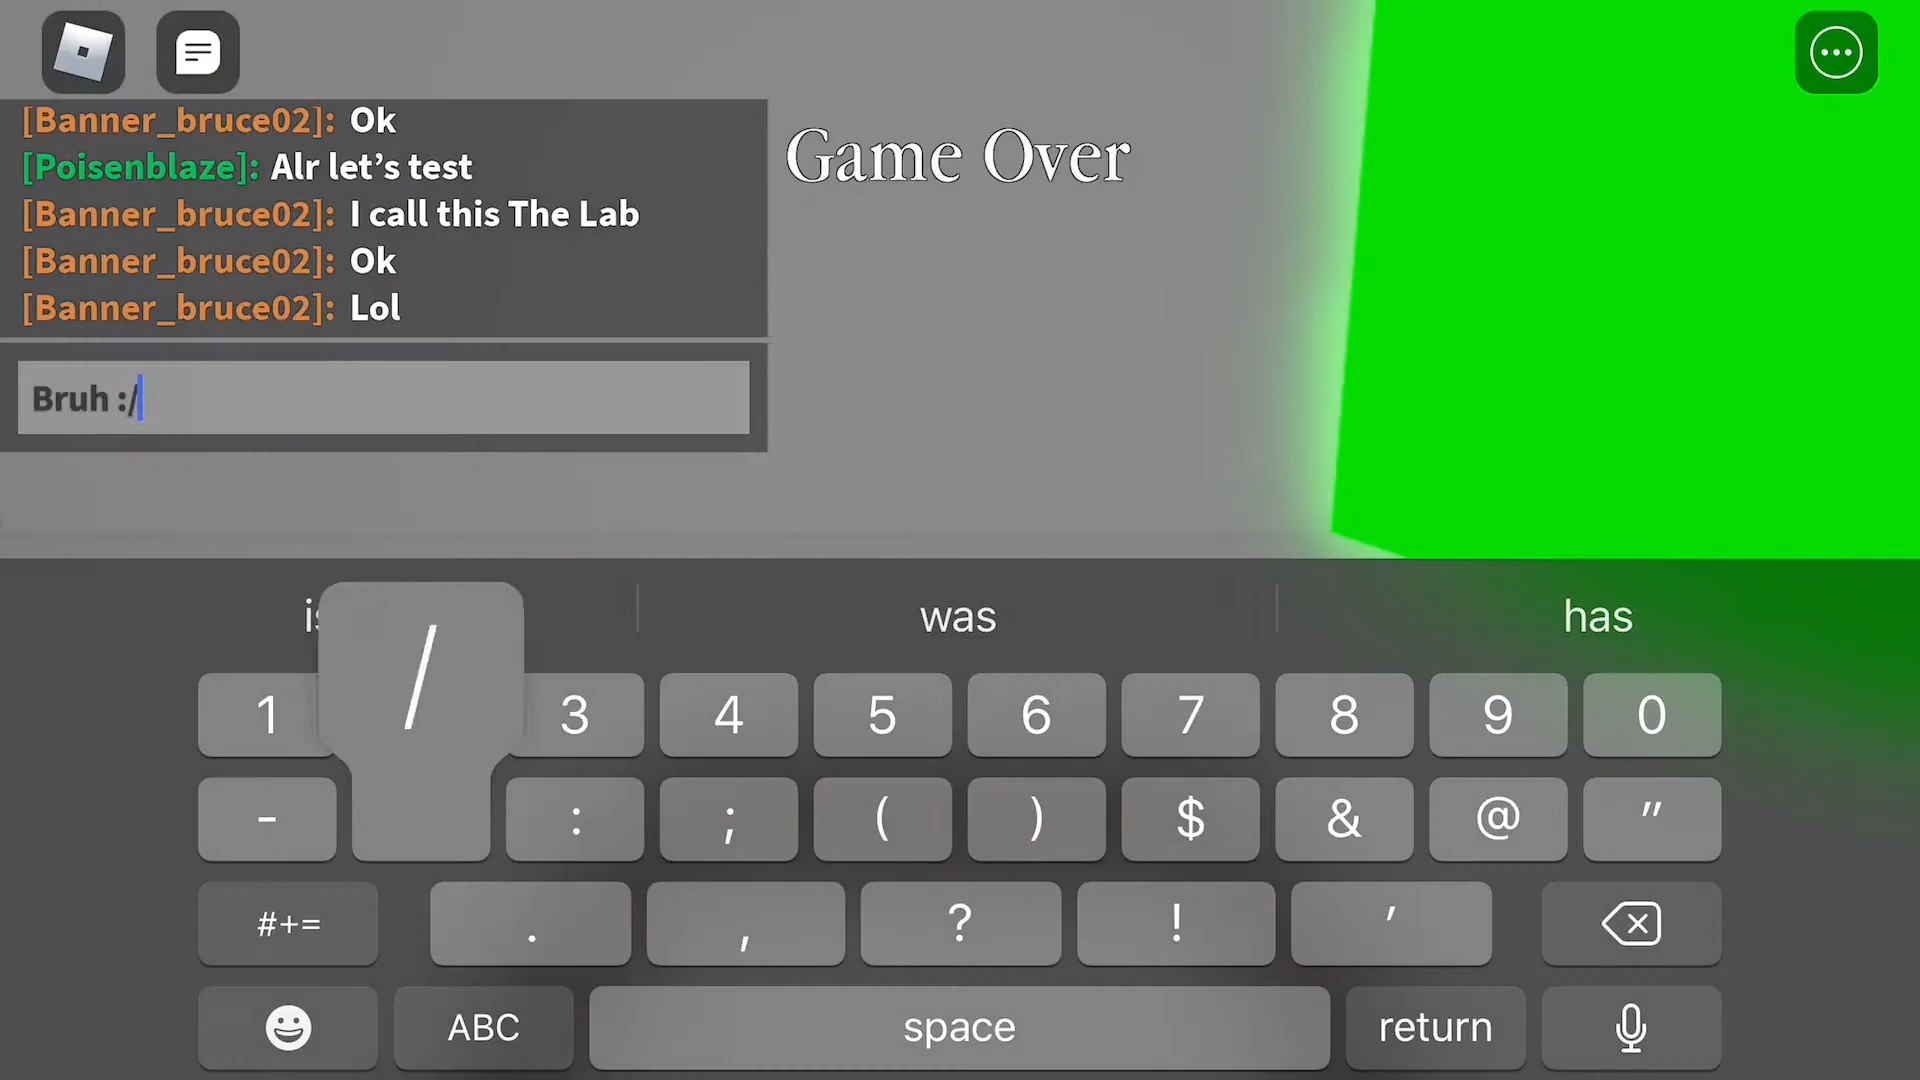 [Banner_bruce02]: Ok
[Poisenblaze]: Alr let’s test
[Banner_bruce02]: I call this The Lab
[Banner_bruce02]: Ok
[Banner_bruce02]: Lol
Game Over
Bruh :/
was has
/
1 3 4 5 6 7 8 9 0
- : ; ( ) $ & @ "
#+= . , ? ! '
ABC space return